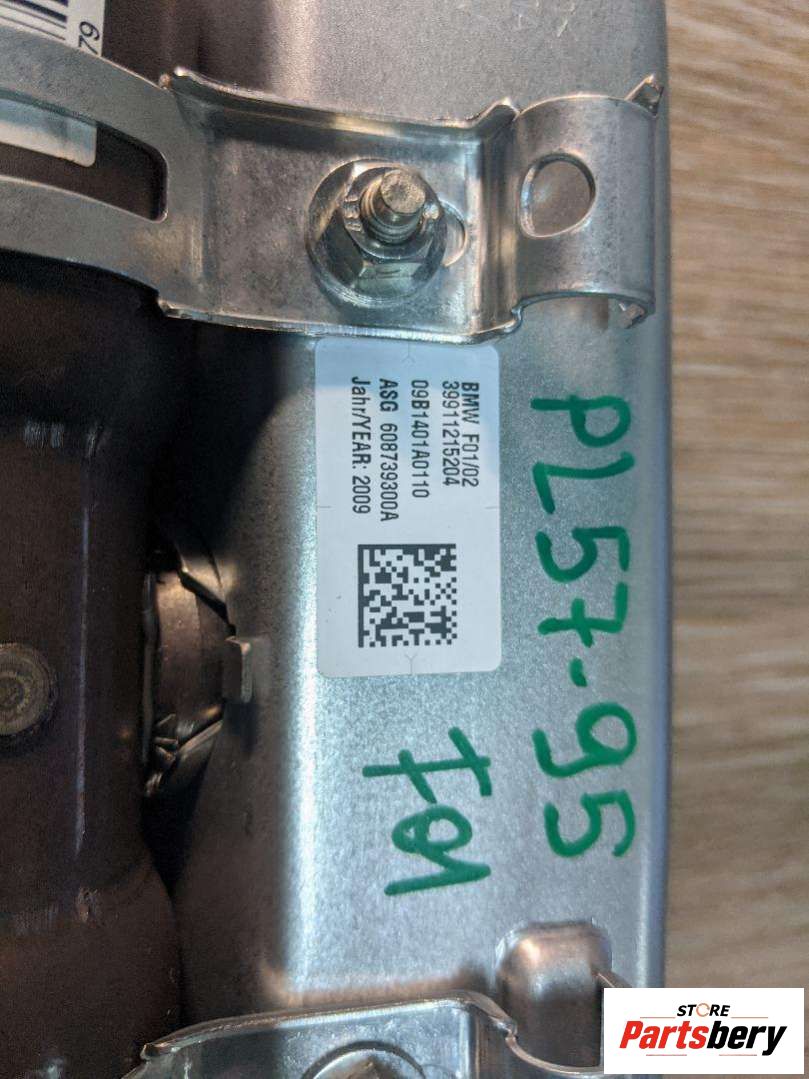 BMW F01/02
39911215204
09B1401A0110
ASG 608739300A
Jahr/YEAR: 2009
PL57-95
F01
STORE
Partsbery